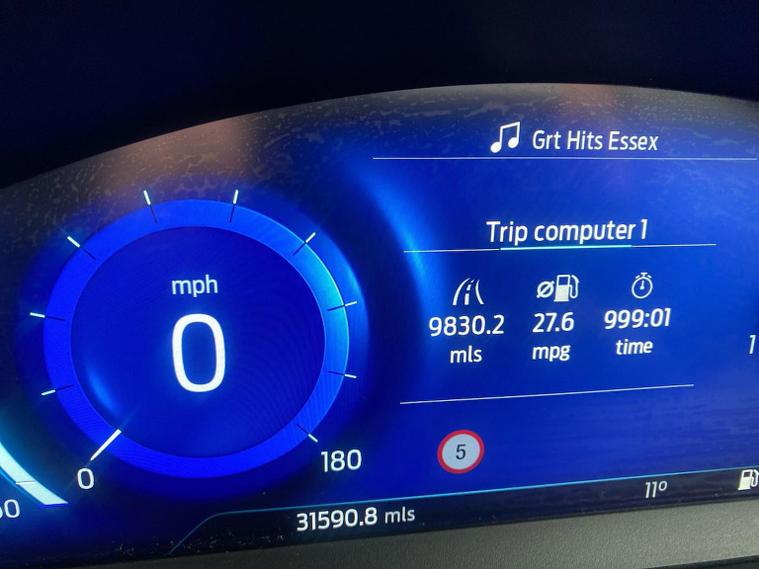 Grt Hits Essex
Trip computer 1
9830.2 27.6 999:01
mls mpg time
mph
0
5
0 180
11°
31590.8 mls